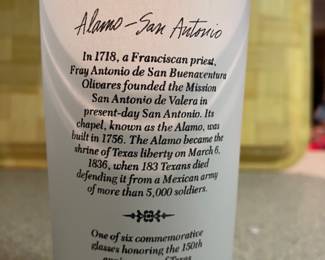 Alamo - San Antonio
In 1718, a Franciscan priest,
Fray Antonio de San Buenaventura
Olivares founded the Mission
San Antonio de Valera in
present-day San Antonio. Its
chapel, known as the Alamo, was
built in 1756. The Alamo became the
shrine of Texas liberty on March 6,
1836, when 183 Texans died
defending it from a Mexican army
of more than 5,000 soldiers.
One of six commemorative
glasses honoring the 150th
of Texas